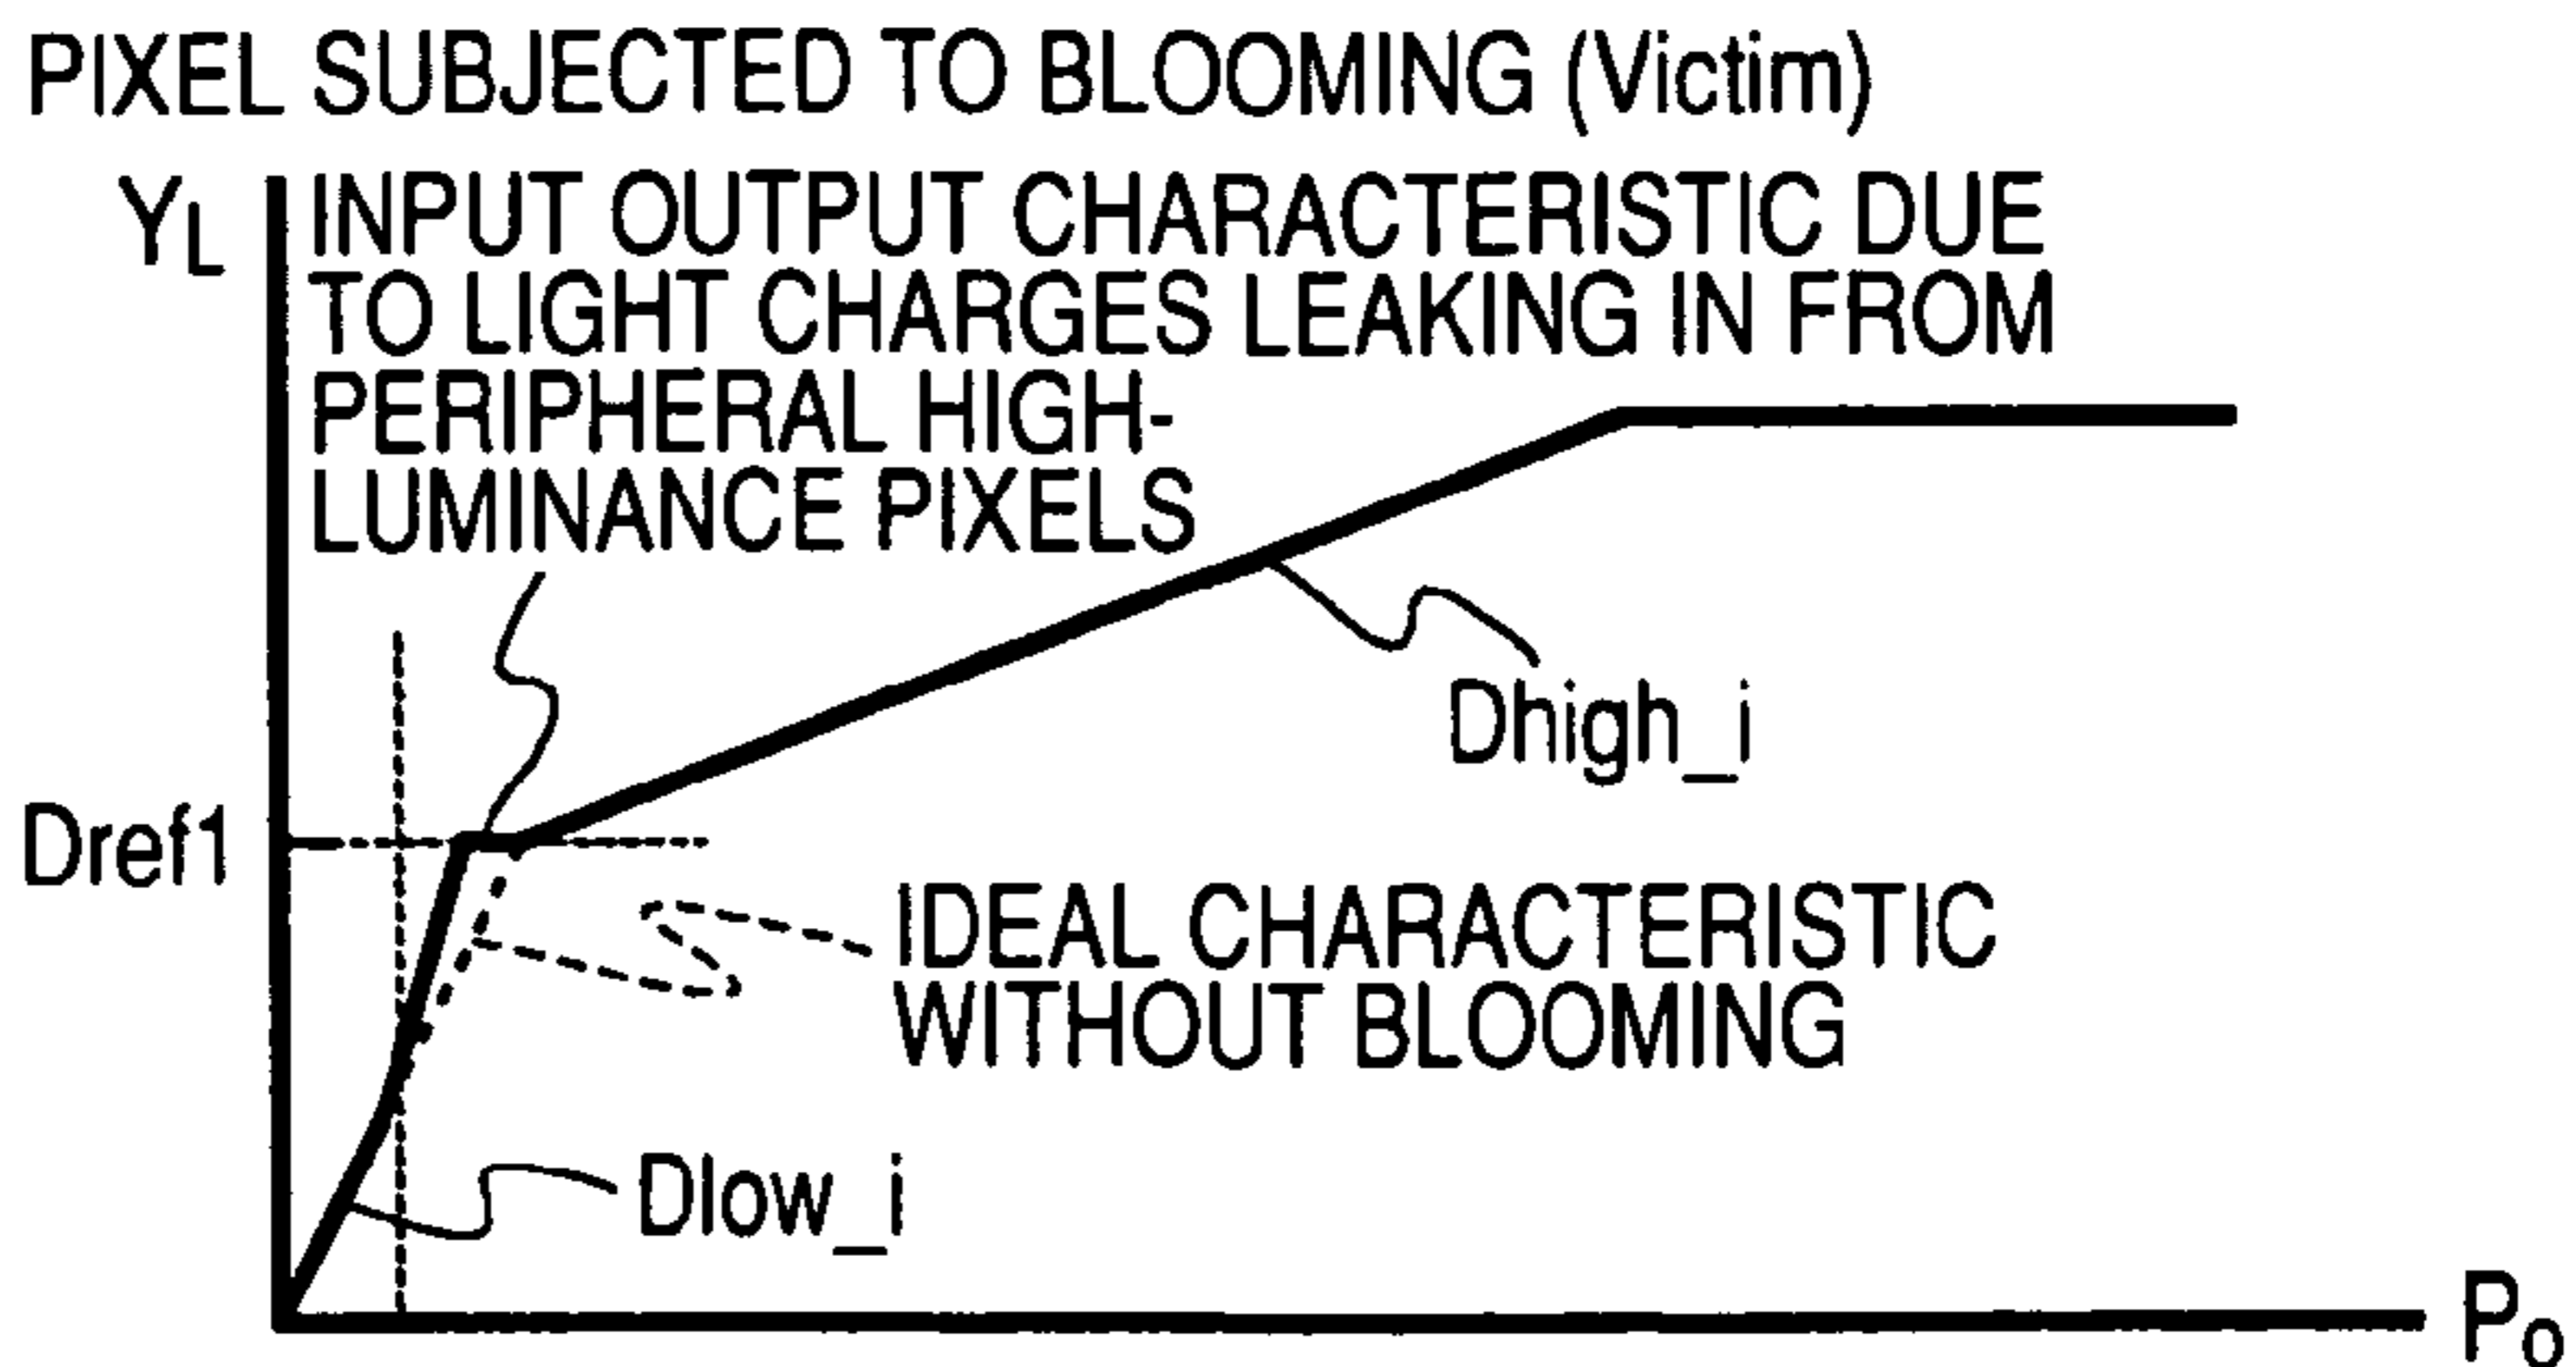 PIXEL SUBJECTED TO BLOOMING (Victim)
YL
INPUT OUTPUT CHARACTERISTIC DUE
TO LIGHT CHARGES LEAKING IN FROM
PERIPHERAL HIGH-
LUMINANCE PIXELS
Dhigh_i
Dref1
IDEAL CHARACTERISTIC
WITHOUT BLOOMING
Dlow_i
Po